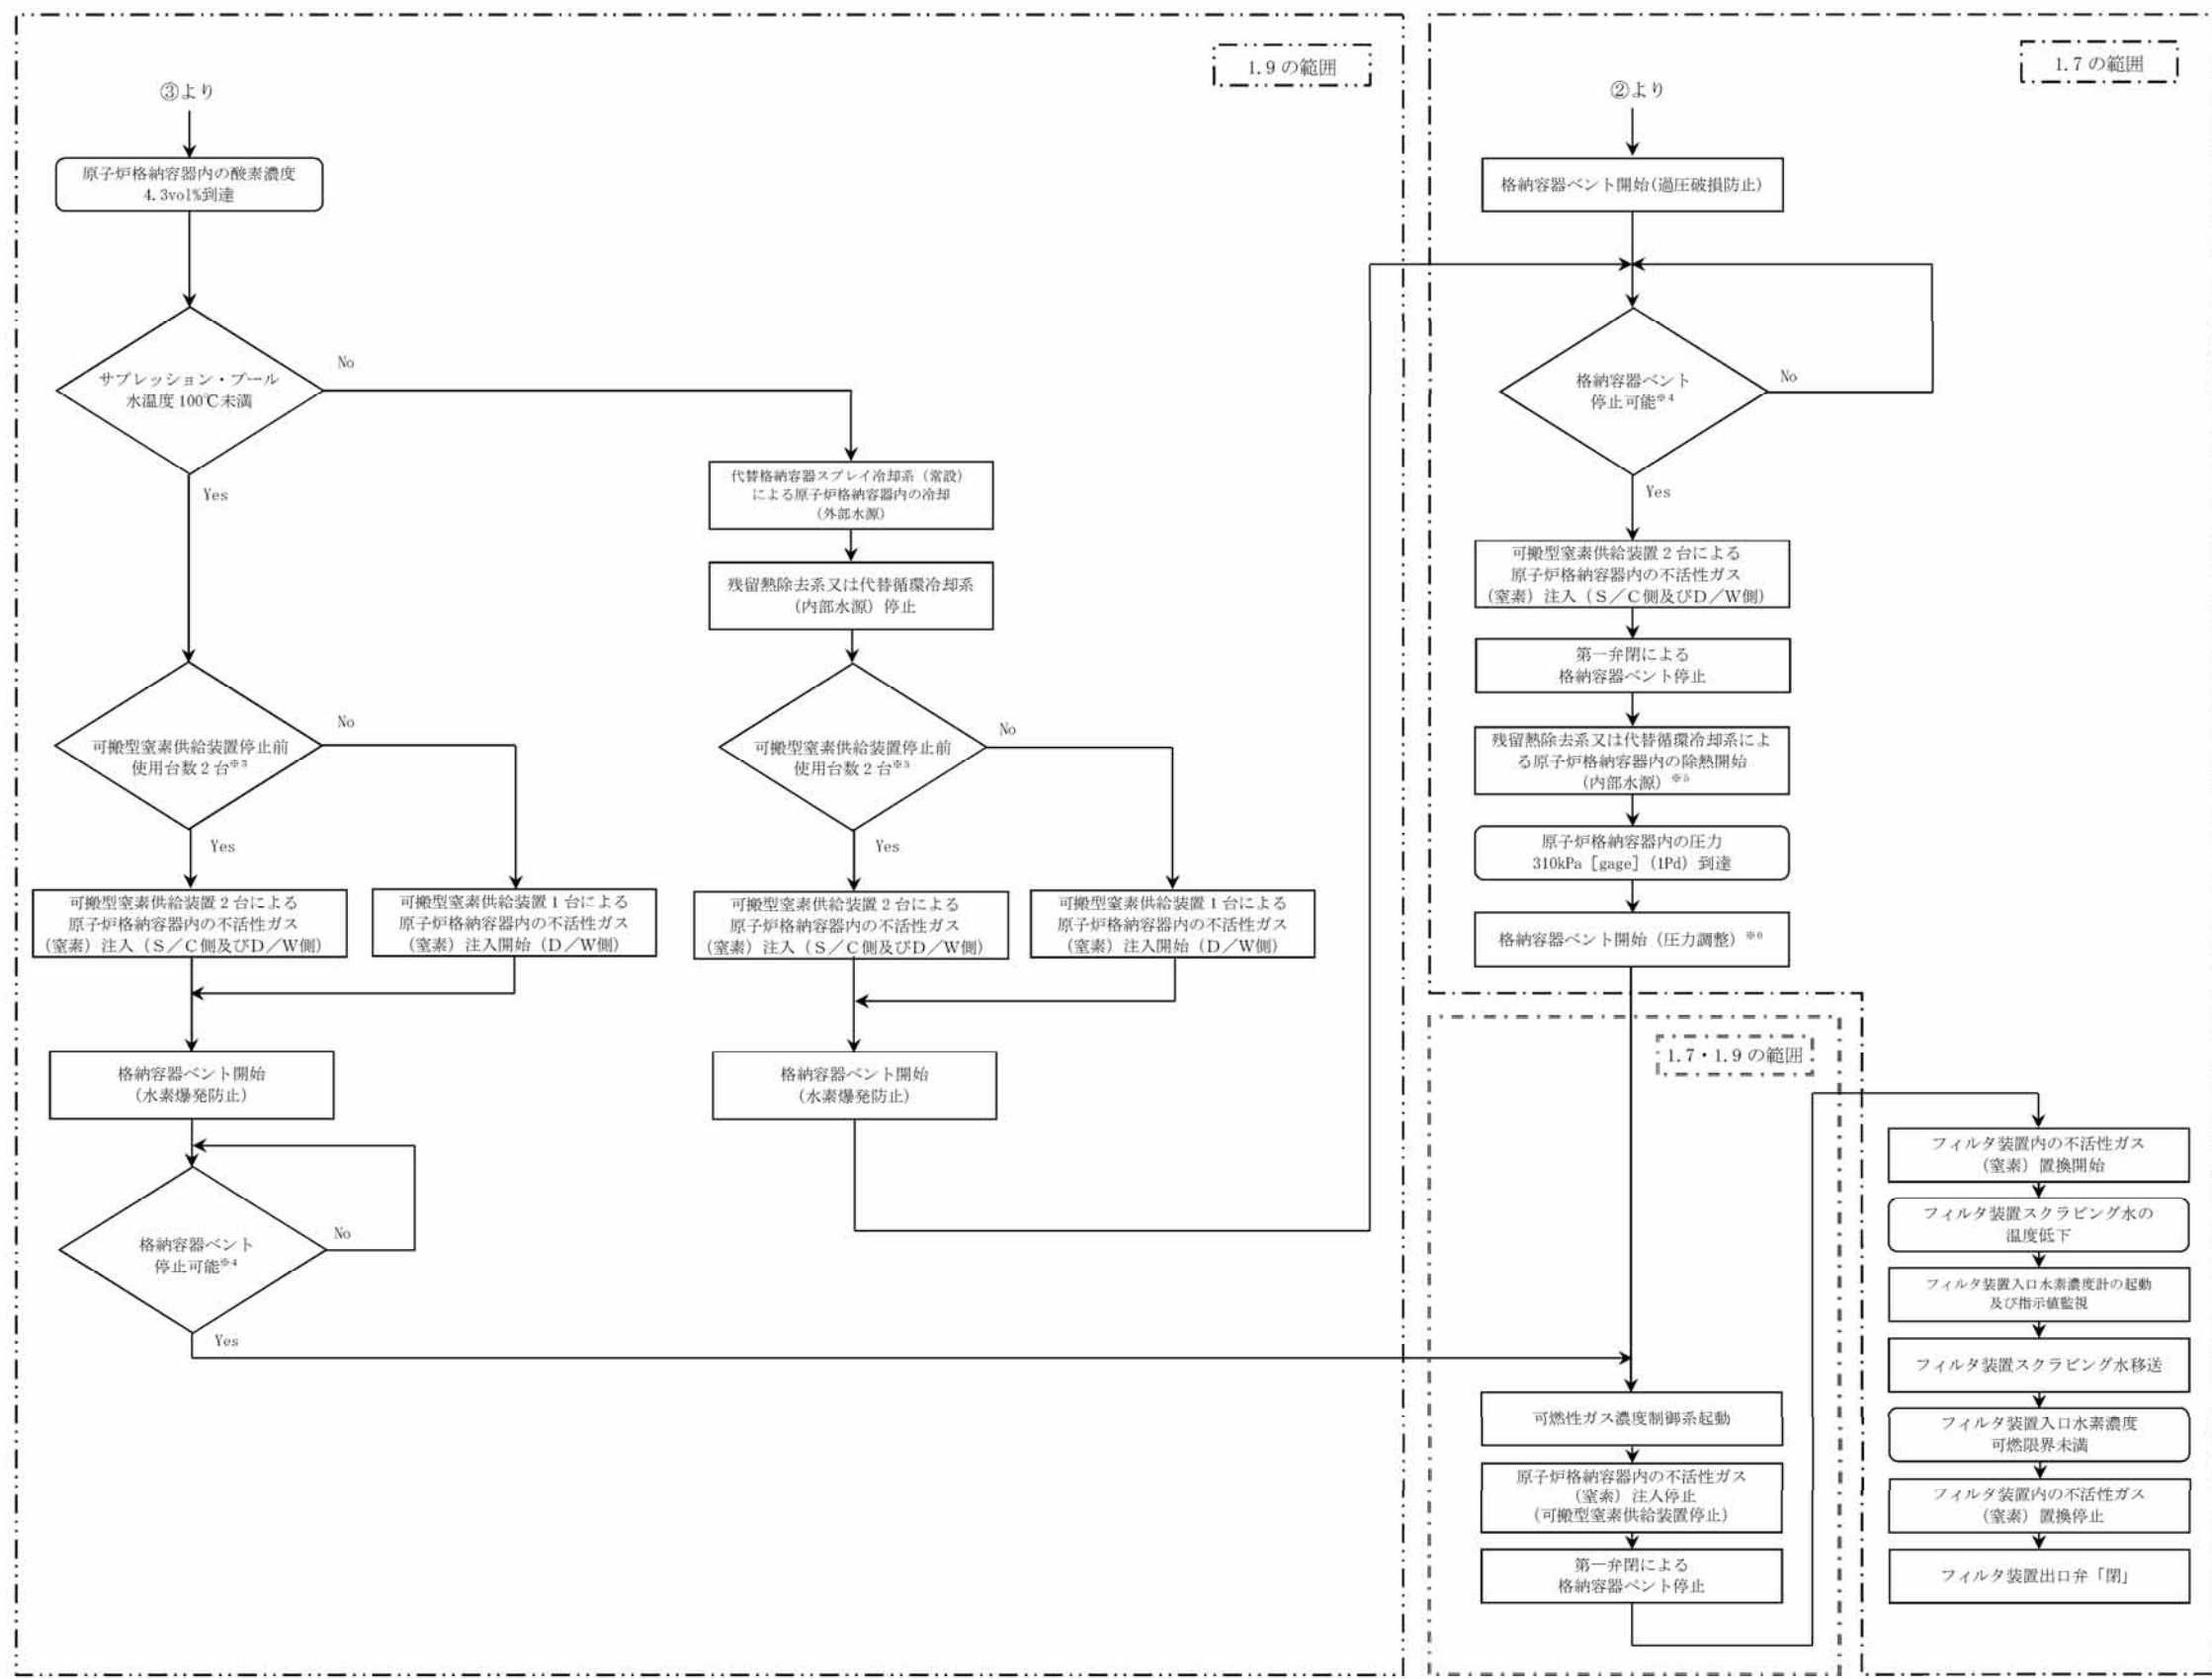 1.9 の範囲
③より
原子炉格納容器内の酸素濃度
4.3vol%到達
サプレッション・プール
水温度 100℃未満
No
Yes
代替格納容器スプレイ冷却系（常設）
による原子炉格納容器内の冷却
（外部水源）
残留熱除去系又は代替循環冷却系
（内部水源）停止
可搬型窒素供給装置停止前
使用台数２台※3
No
Yes
可搬型窒素供給装置２台による
原子炉格納容器内の不活性ガス
（窒素）注入（Ｓ／Ｃ側及びＤ／Ｗ側）
可搬型窒素供給装置１台による
原子炉格納容器内の不活性ガス
（窒素）注入開始（Ｄ／Ｗ側）
可搬型窒素供給装置停止前
使用台数２台※3
No
Yes
可搬型窒素供給装置２台による
原子炉格納容器内の不活性ガス
（窒素）注入（Ｓ／Ｃ側及びＤ／Ｗ側）
可搬型窒素供給装置１台による
原子炉格納容器内の不活性ガス
（窒素）注入開始（Ｄ／Ｗ側）
格納容器ベント開始
（水素爆発防止）
格納容器ベント開始
（水素爆発防止）
格納容器ベント
停止可能※4
No
Yes
1.7 の範囲
②より
格納容器ベント開始(過圧破損防止)
格納容器ベント
停止可能※4
No
Yes
可搬型窒素供給装置２台による
原子炉格納容器内の不活性ガス
（窒素）注入（Ｓ／Ｃ側及びＤ／Ｗ側）
第一弁閉による
格納容器ベント停止
残留熱除去系又は代替循環冷却系によ
る原子炉格納容器内の除熱開始
（内部水源）※5
原子炉格納容器内の圧力
310kPa［gage］（1Pd）到達
格納容器ベント開始（圧力調整）※6
1.7・1.9 の範囲
可燃性ガス濃度制御系起動
原子炉格納容器内の不活性ガス
（窒素）注入停止
（可搬型窒素供給装置停止）
第一弁閉による
格納容器ベント停止
フィルタ装置内の不活性ガス
（窒素）置換開始
フィルタ装置スクラビング水の
温度低下
フィルタ装置入口水素濃度計の起動
及び指示値監視
フィルタ装置スクラビング水移送
フィルタ装置入口水素濃度
可燃限界未満
フィルタ装置内の不活性ガス
（窒素）置換停止
フィルタ装置出口弁「閉」